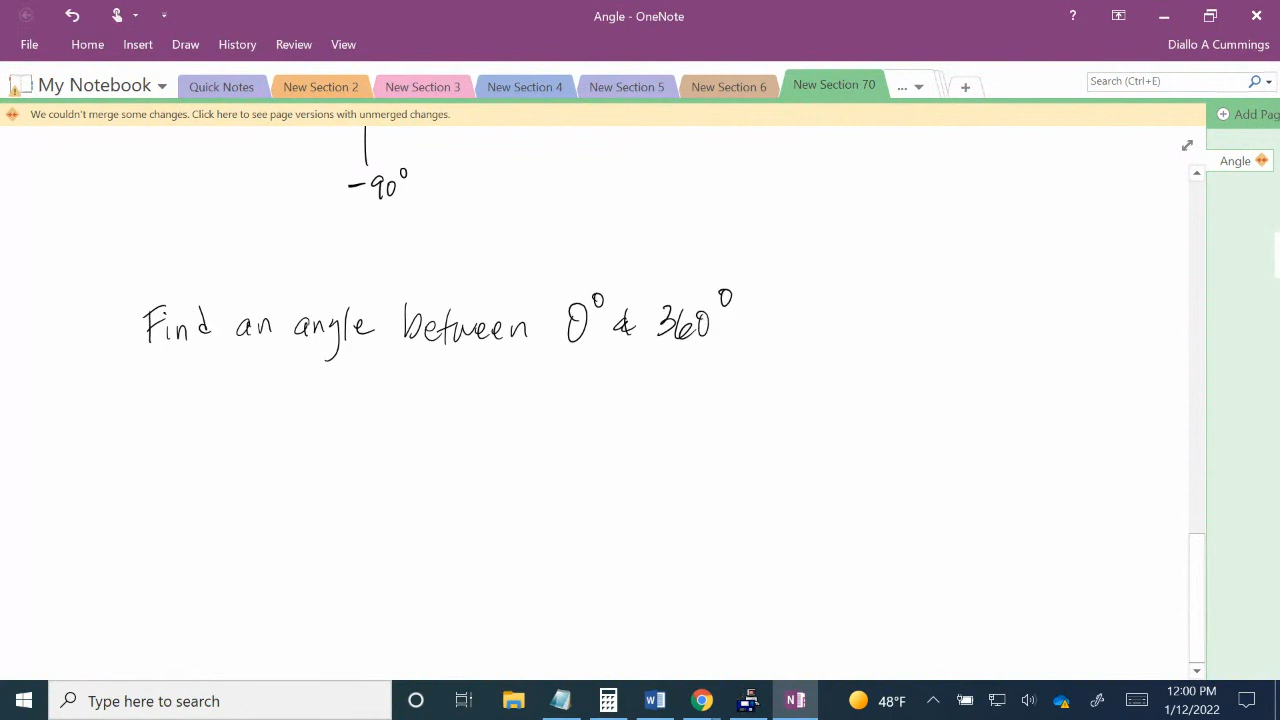 Angle - OneNote
File Home Insert Draw History Review View
Diallo A Cummings
My Notebook Quick Notes New Section 2 New Section 3 New Section 4 New Section 5 New Section 6 New Section 70 ... Search (Ctrl+E)
We couldn't merge some changes. Click here to see page versions with unmerged changes.
Add Pag
Angle
-90°
Find an angle between 0° & 360°
Type here to search
48°F
12:00 PM
1/12/2022